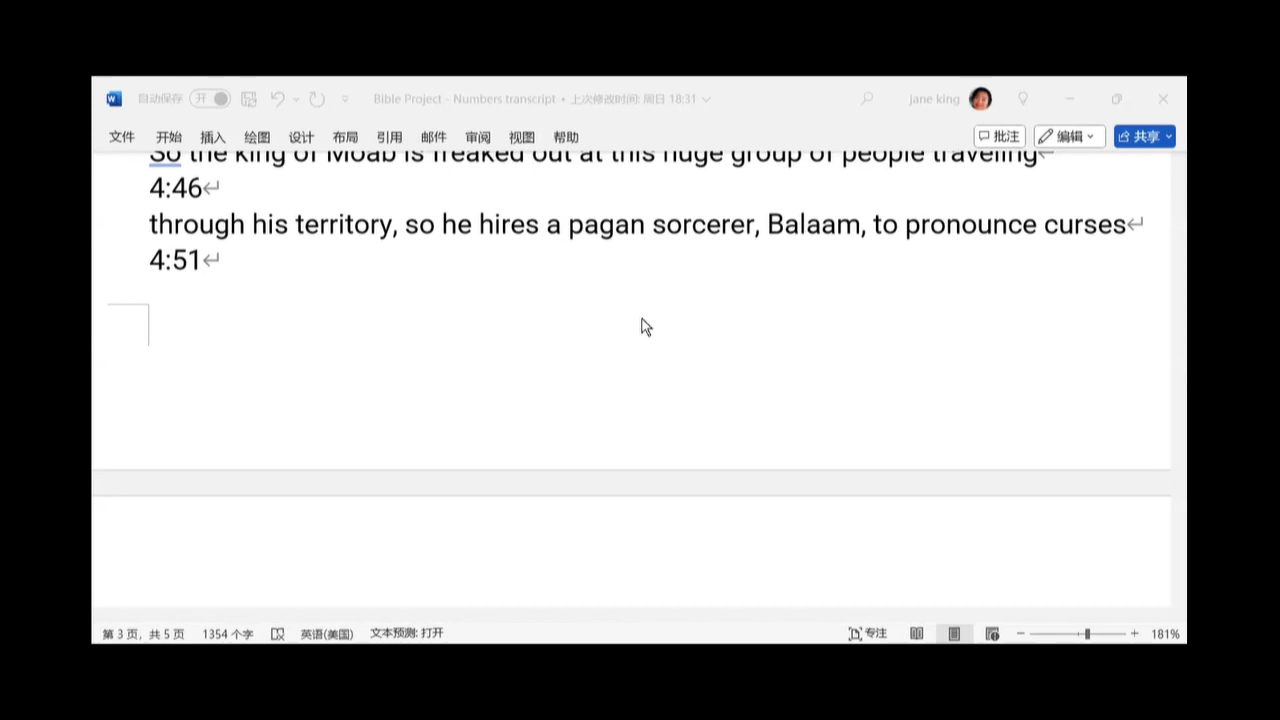 自动保存 开 Bible Project - Numbers transcript • 上次修改时间: 周日 18:31 jane king
文件 开始 插入 绘图 设计 布局 引用 邮件 审阅 视图 帮助 批注 编辑 共享
So the king of Moab is freaked out at this huge group of people traveling↵
4:46↵
through his territory, so he hires a pagan sorcerer, Balaam, to pronounce curses↵
4:51↵
第 3 页，共 5 页 1354 个字 英语(美国) 文本预测: 打开 专注 181%